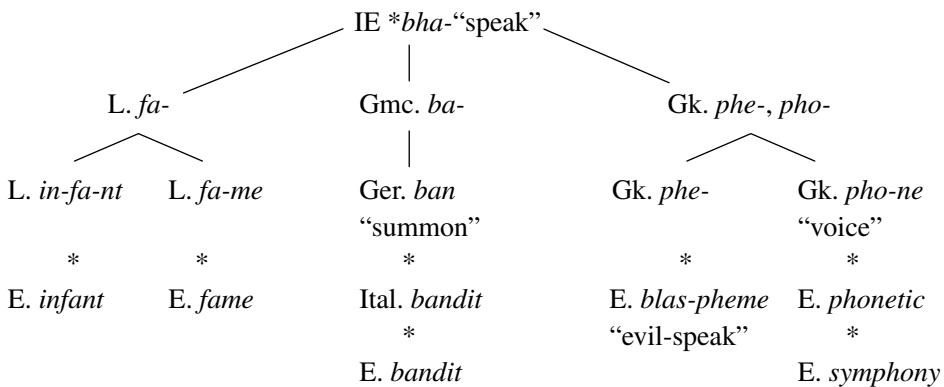 IE *bha-“speak”
L. fa- Gmc. ba- Gk. phe-, pho-
L. in-fa-nt L. fa-me Ger. ban Gk. phe- Gk. pho-ne
“summon” “voice”
* * * * *
E. infant E. fame Ital. bandit E. blas-pheme E. phonetic
* “evil-speak” *
E. bandit E. symphony